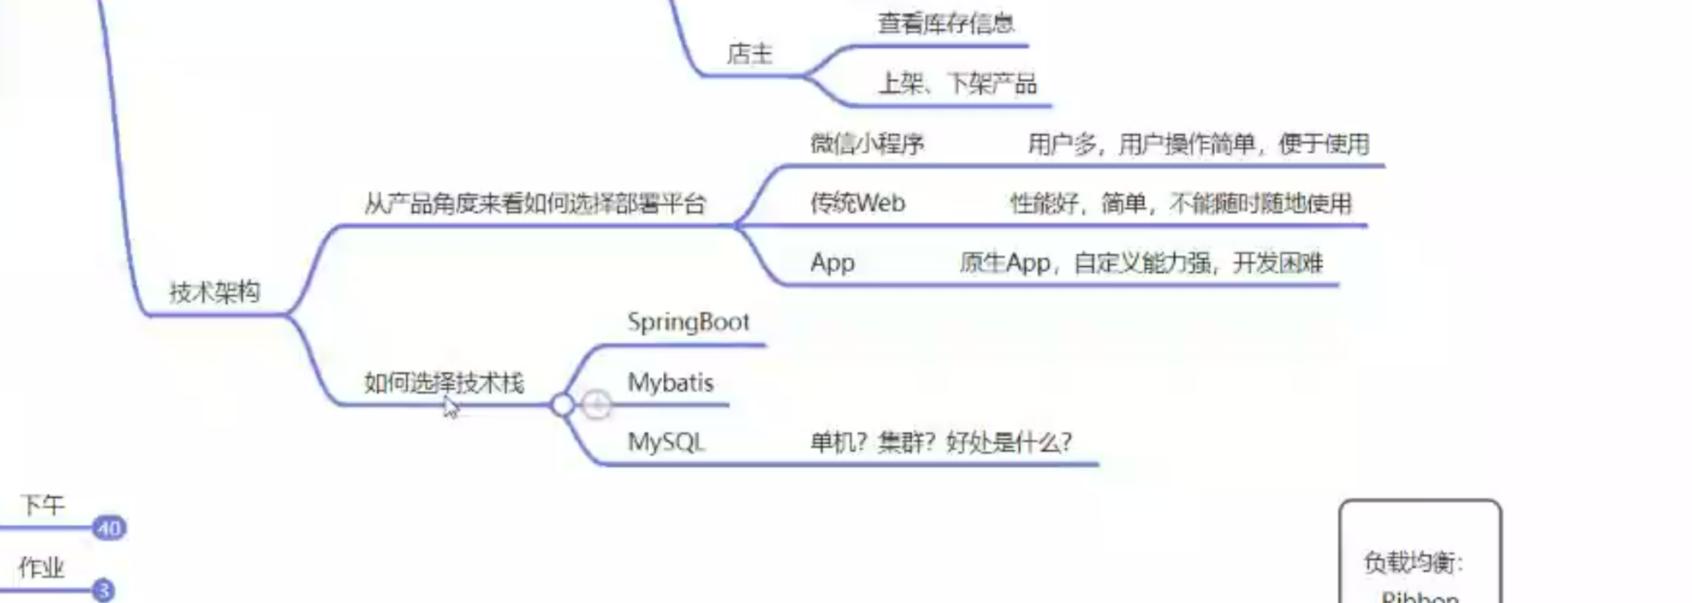 查看库存信息
店主
上架、下架产品
微信小程序 用户多，用户操作简单，便于使用
从产品角度来看如何选择部署平台
传统Web 性能好，简单，不能随时随地使用
App 原生App，自定义能力强，开发困难
技术架构
SpringBoot
如何选择技术栈
Mybatis
MySQL 单机？集群？好处是什么？
下午 40
作业 3
负载均衡：
Ribbon